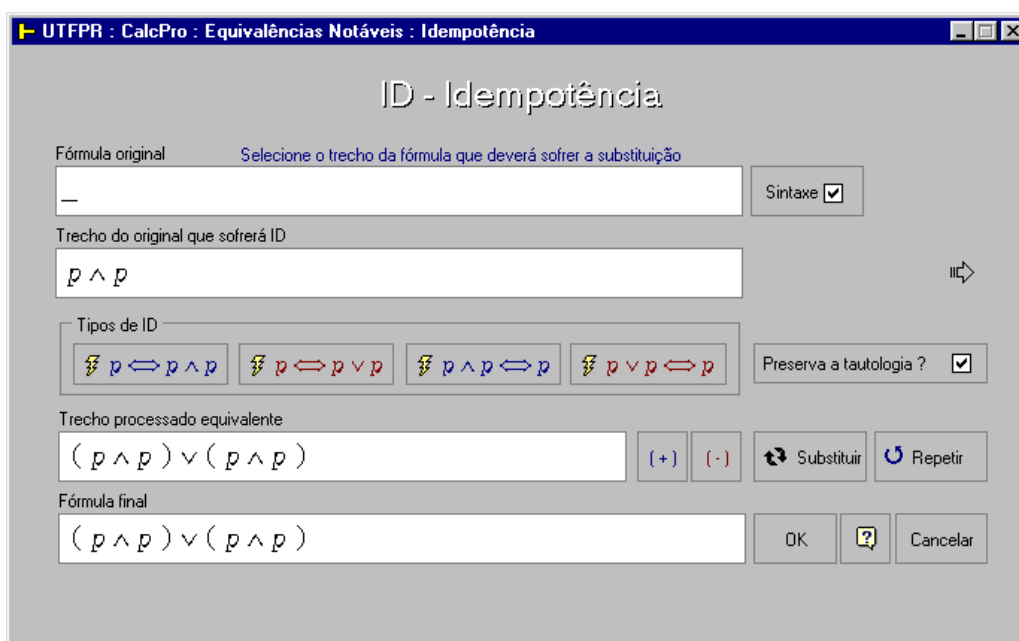 UTFPR : CalcPro : Equivalências Notáveis : Idempotência
ID - Idempotência
Fórmula original Selecione o trecho da fórmula que deverá sofrer a substituição
_ Sintaxe
Trecho do original que sofrerá ID
p ∧ p
Tipos de ID
p ⇔ p ∧ p p ⇔ p ∨ p p ∧ p ⇔ p p ∨ p ⇔ p Preserva a tautologia ?
Trecho processado equivalente
( p ∧ p ) ∨ ( p ∧ p ) (+) (-) Substituir Repetir
Fórmula final
( p ∧ p ) ∨ ( p ∧ p ) OK ? Cancelar